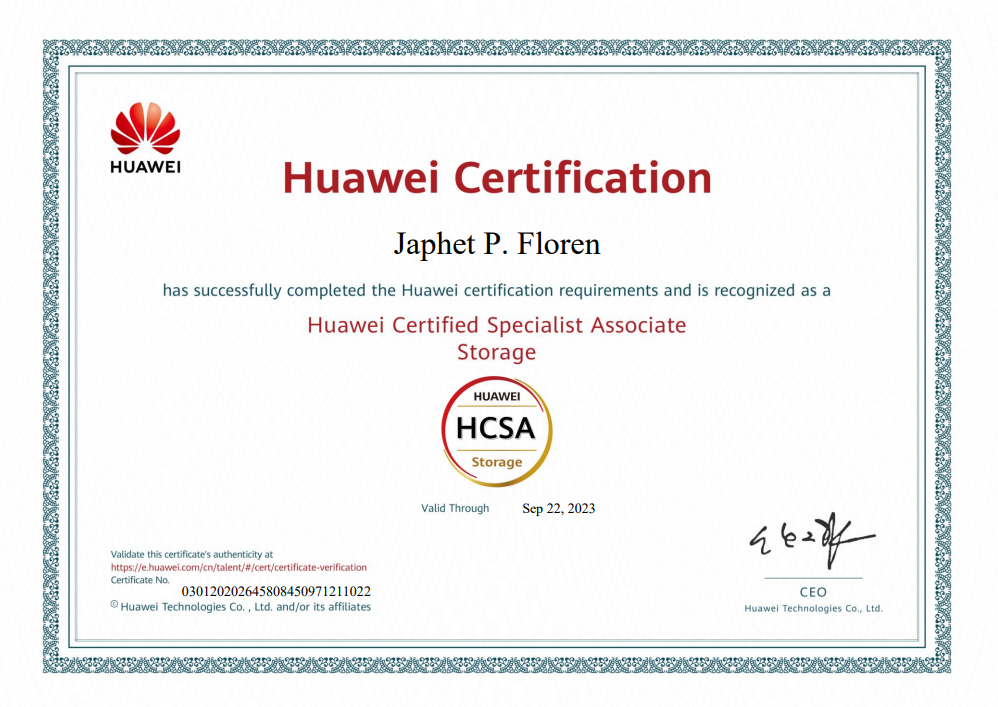 HUAWEI
Huawei Certification
Japhet P. Floren
has successfully completed the Huawei certification requirements and is recognized as a
Huawei Certified Specialist Associate
Storage
HUAWEI
HCSA
Storage
Valid Through Sep 22, 2023
Validate this certificate's authenticity at
https://e.huawei.com/cn/talent/#/cert/certificate-verification
Certificate No.
030120202645808450971211022
© Huawei Technologies Co. , Ltd. and/or its affiliates
CEO
Huawei Technologies Co., Ltd.